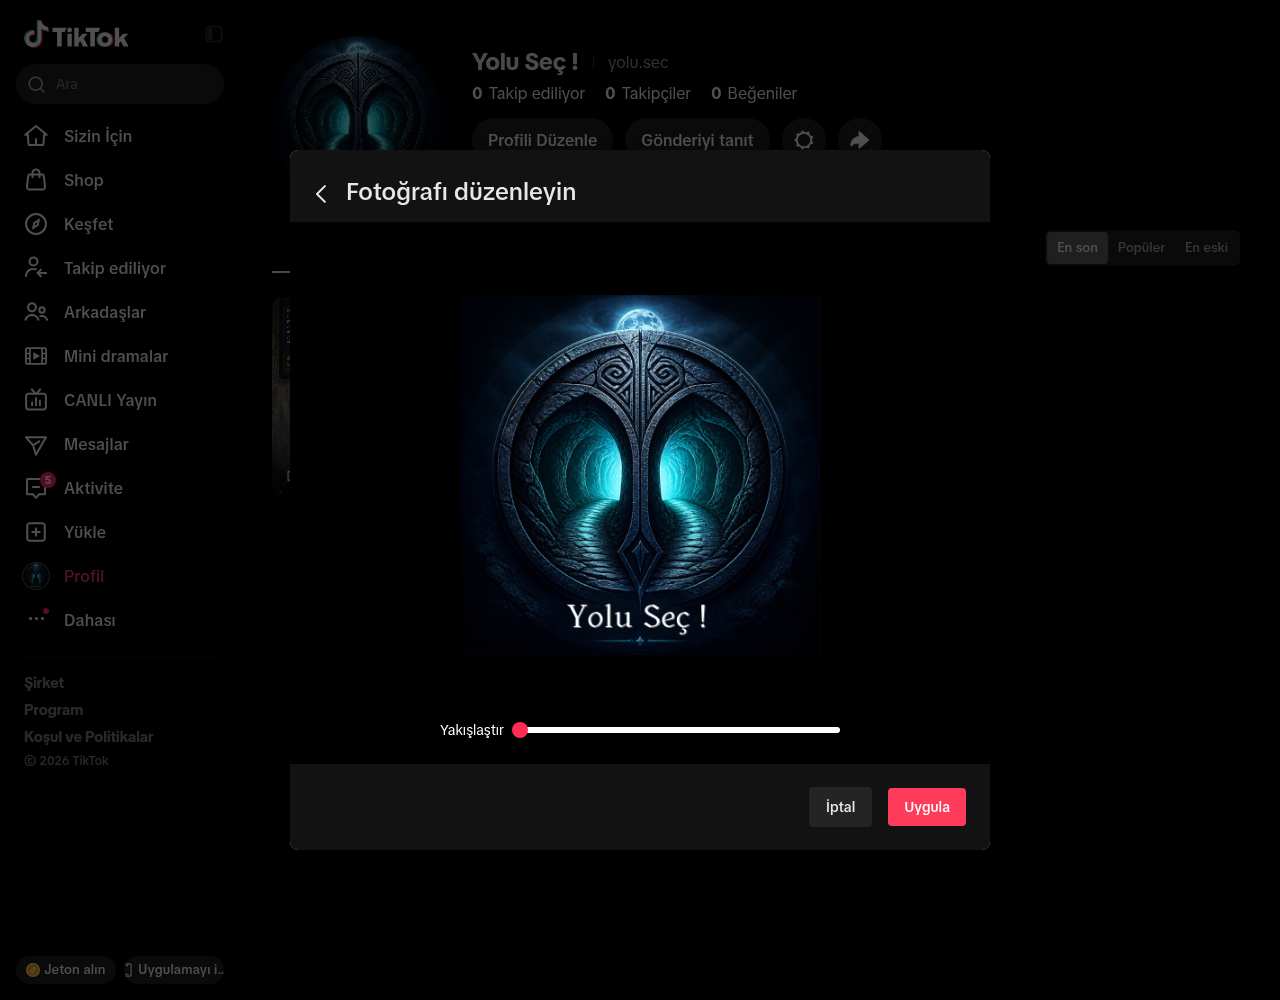 TikTok
Ara
Sizin İçin
Shop
Keşfet
Takip ediliyor
Arkadaşlar
Mini dramalar
CANLI Yayın
Mesajlar
5
Aktivite
Yükle
Profil
Dahası
Şirket
Program
Koşul ve Politikalar
© 2026 TikTok
Jeton alın
Uygulamayı i...
Yolu Seç !
yolu.sec
0 Takip ediliyor 0 Takipçiler 0 Beğeniler
Profili Düzenle Gönderiyi tanıt
En son Popüler En eski
Fotoğrafı düzenleyin
Yolu Seç !
Yakışlaştır
İptal Uygula